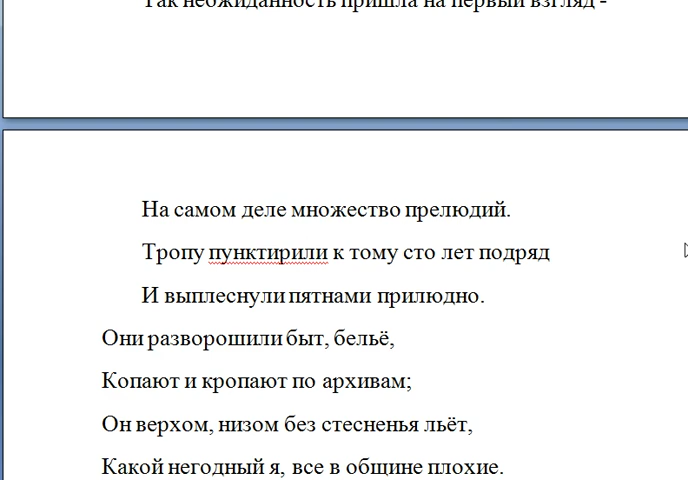 Так неожиданность пришла на первый взгляд -
На самом деле множество прелюдий.
Тропу пунктирили к тому сто лет подряд
И выплеснули пятнами прилюдно.
Они разворошили быт, бельё,
Копают и кропают по архивам;
Он верхом, низом без стесненья льёт,
Какой негодный я, все в общине плохие.